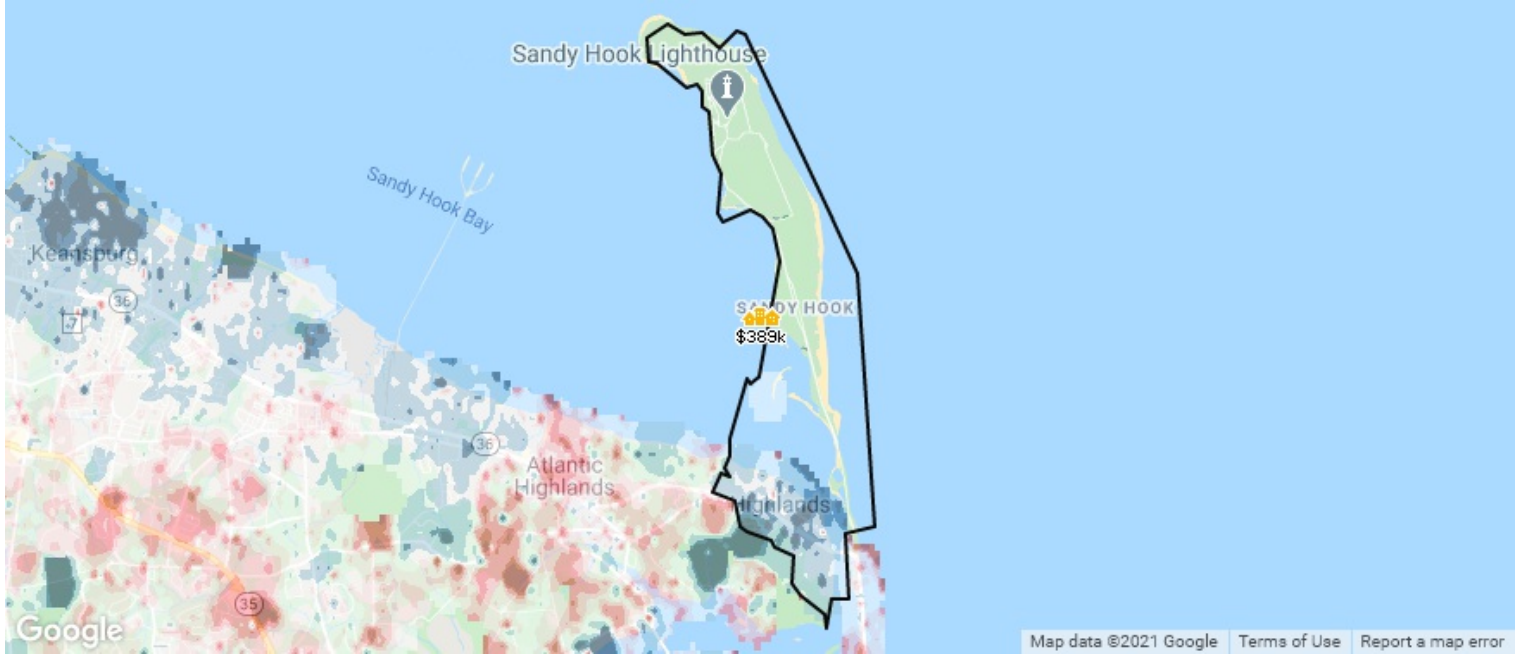 Sandy Hook Lighthouse
Sandy Hook Bay
Keansburg
36
7
SANDY HOOK
$389k
36
Atlantic
Highlands
Highlands
35
Google
Map data ©2021 Google
Terms of Use
Report a map error